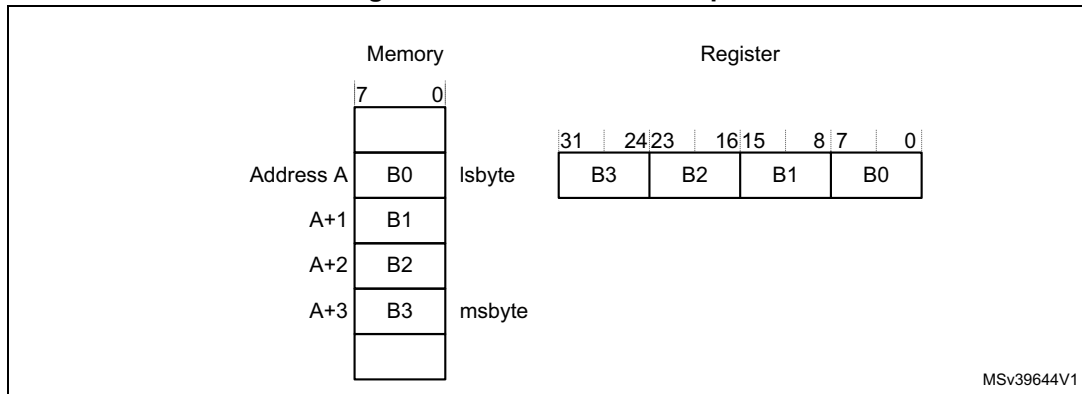 Memory Register
7 0
31 24 23 16 15 8 7 0
Address A B0 lsbyte B3 B2 B1 B0
A+1 B1
A+2 B2
A+3 B3 msbyte
MSv39644V1